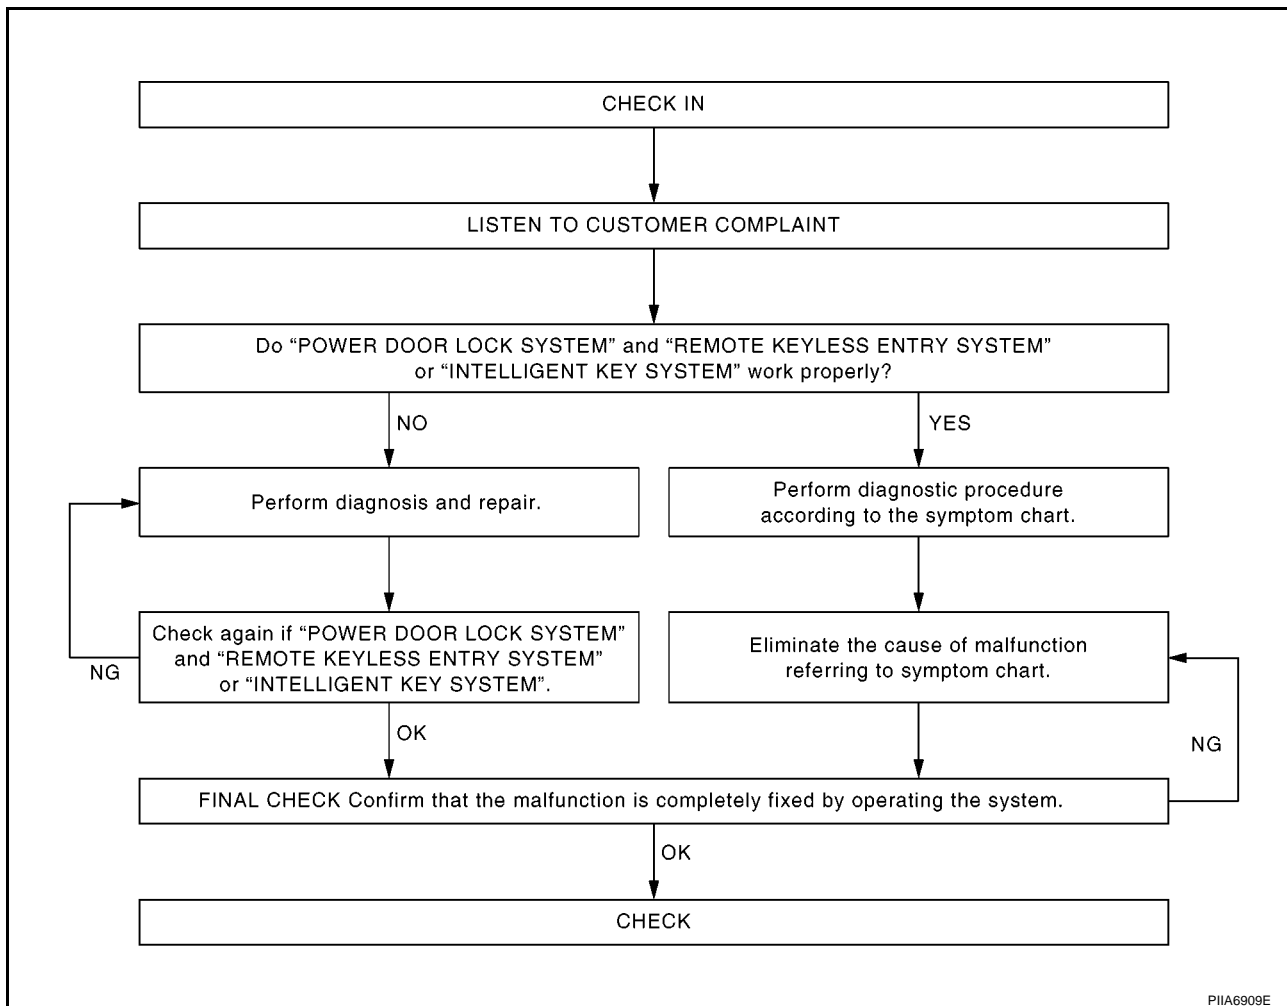 CHECK IN
LISTEN TO CUSTOMER COMPLAINT
Do “POWER DOOR LOCK SYSTEM” and “REMOTE KEYLESS ENTRY SYSTEM”
or “INTELLIGENT KEY SYSTEM” work properly?
NO
YES
Perform diagnosis and repair.
Perform diagnostic procedure
according to the symptom chart.
Check again if “POWER DOOR LOCK SYSTEM”
and “REMOTE KEYLESS ENTRY SYSTEM”
or “INTELLIGENT KEY SYSTEM”.
NG
Eliminate the cause of malfunction
referring to symptom chart.
OK
NG
FINAL CHECK Confirm that the malfunction is completely fixed by operating the system.
OK
CHECK
PIIA6909E